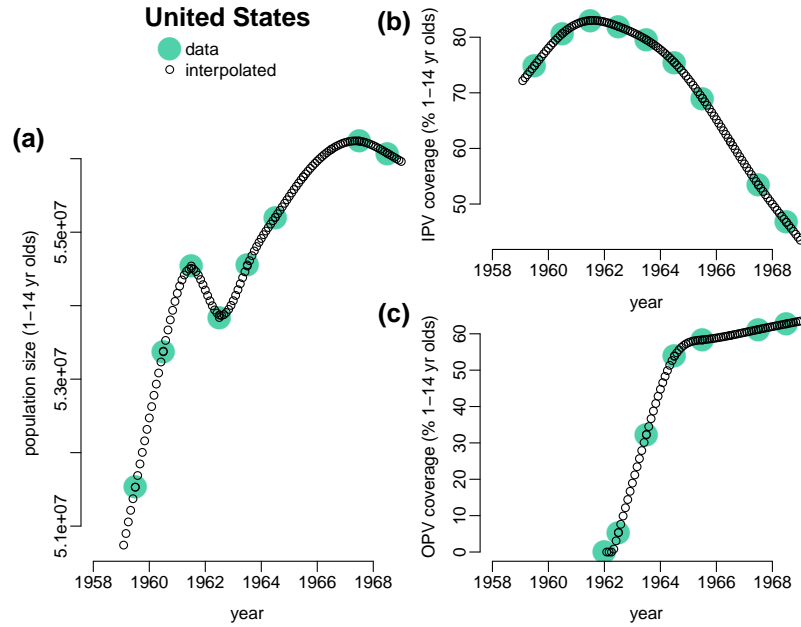 United States
data
interpolated
(a)
population size (1−14 yr olds)
5.5e+07
5.3e+07
5.1e+07
1958 1960 1962 1964 1966 1968
year
(b)
IPV coverage (% 1−14 yr olds)
80
70
60
50
1958 1960 1962 1964 1966 1968
year
(c)
OPV coverage (% 1−14 yr olds)
60
50
40
30
20
10
0
1958 1960 1962 1964 1966 1968
year